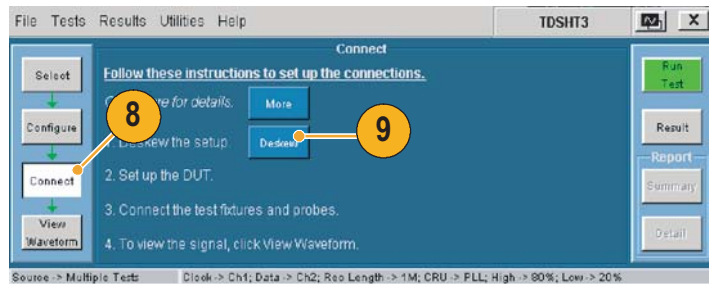 File Tests Results Utilities Help TDSHT3 X
Connect
Follow these instructions to set up the connections.
for details. More
8
9
1. Deskew the setup. Deskew
2. Set up the DUT.
3. Connect the test fixtures and probes.
4. To view the signal, click View Waveform.
Select
Configure
Connect
View
Waveform
Run
Test
Result
Report
Summary
Detail
Source -> Multiple Tests Clock -> Ch1; Data -> Ch2; Rec Length -> 1M; CRU -> PLL; High -> 80%; Low -> 20%